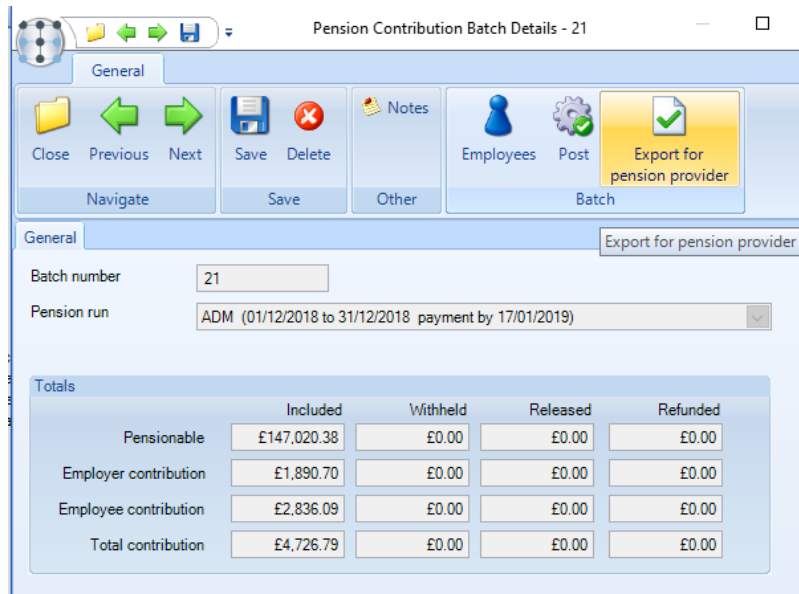 Pension Contribution Batch Details - 21
General
Close Previous Next Save Delete Notes Employees Post Export for pension provider
Navigate Save Other Batch
General
Export for pension provider
Batch number 21
Pension run ADM (01/12/2018 to 31/12/2018 payment by 17/01/2019)
Totals
Included Withheld Released Refunded
Pensionable £147,020.38 £0.00 £0.00 £0.00
Employer contribution £1,890.70 £0.00 £0.00 £0.00
Employee contribution £2,836.09 £0.00 £0.00 £0.00
Total contribution £4,726.79 £0.00 £0.00 £0.00